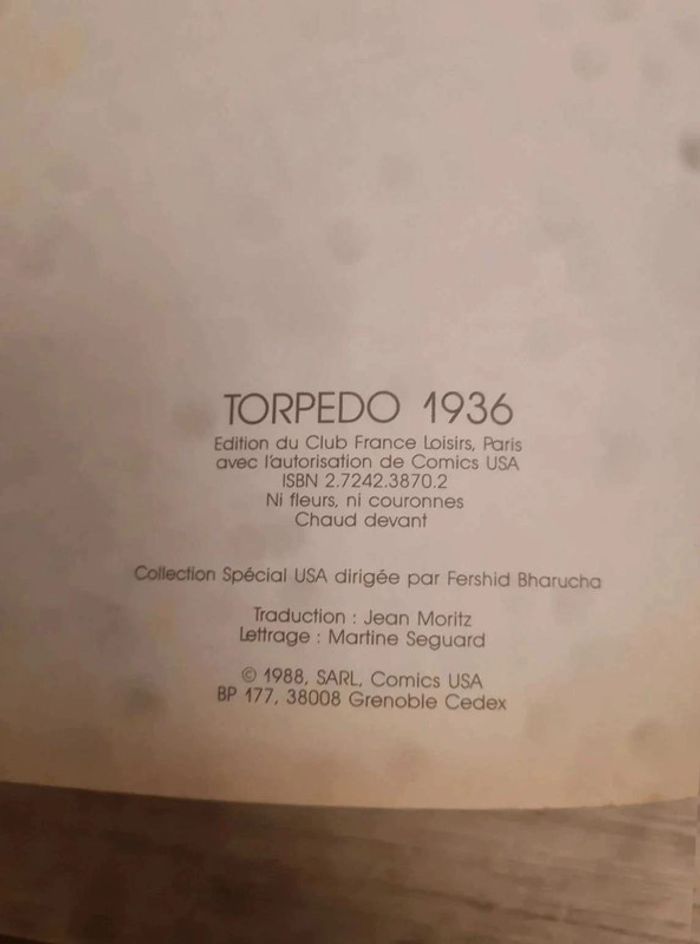 TORPEDO 1936
Edition du Club France Loisirs, Paris
avec l'autorisation de Comics USA
ISBN 2.7242.3870.2
Ni fleurs, ni couronnes
Chaud devant
Collection Spécial USA dirigée par Fershid Bharucha
Traduction : Jean Moritz
Lettrage : Martine Seguard
© 1988, SARL, Comics USA
BP 177, 38008 Grenoble Cedex